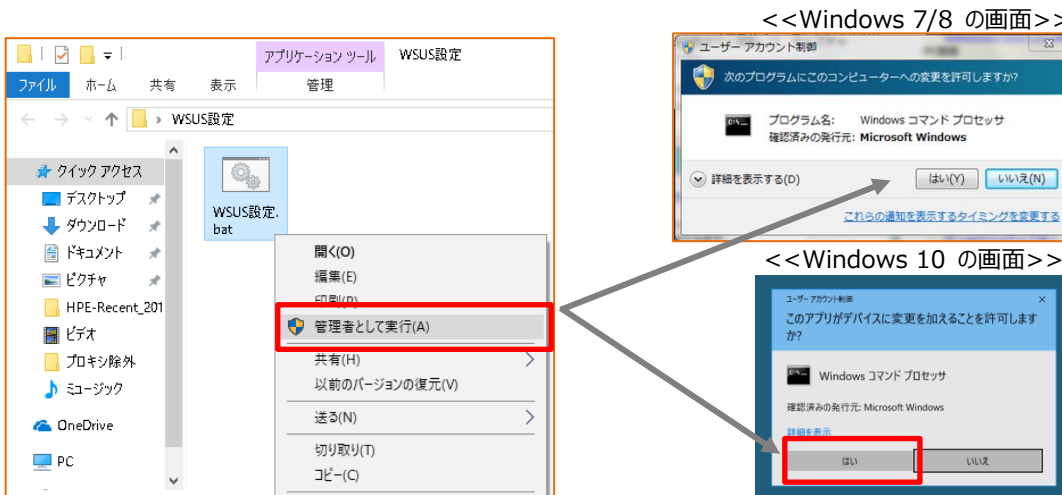 <<Windows 7/8 の画面>>
アプリケーション ツール WSUS設定
ファイル ホーム 共有 表示 管理
WSUS設定
クイック アクセス
デスクトップ
ダウンロード
ドキュメント
ピクチャ
HPE-Recent_201
ビデオ
プロキシ除外
ミュージック
OneDrive
PC
WSUS設定.
bat
開く(O)
編集(E)
印刷(P)
管理者として実行(A)
共有(H)
以前のバージョンの復元(V)
送る(N)
切り取り(T)
コピー(C)
ユーザー アカウント制御
次のプログラムにこのコンピューターへの変更を許可しますか?
プログラム名: Windows コマンド プロセッサ
確認済みの発行元: Microsoft Windows
詳細を表示する(D)
はい(Y) いいえ(N)
これらの通知を表示するタイミングを変更する
<<Windows 10 の画面>>
ユーザー アカウント制御
このアプリがデバイスに変更を加えることを許可します
か?
Windows コマンド プロセッサ
確認済みの発行元: Microsoft Windows
詳細を表示
はい いいえ